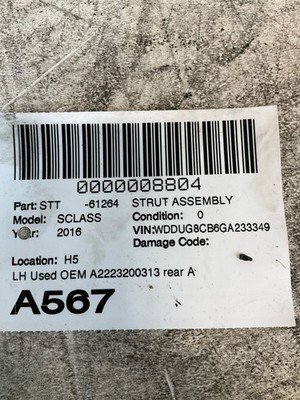 0000008804
Part: STT -61264 STRUT ASSEMBLY
Model: SCLASS Condition: 0
Year: 2016 VIN:WDDUG8CB6GA233349
Damage Code:
Location: H5
LH Used OEM A2223200313 rear A
A567